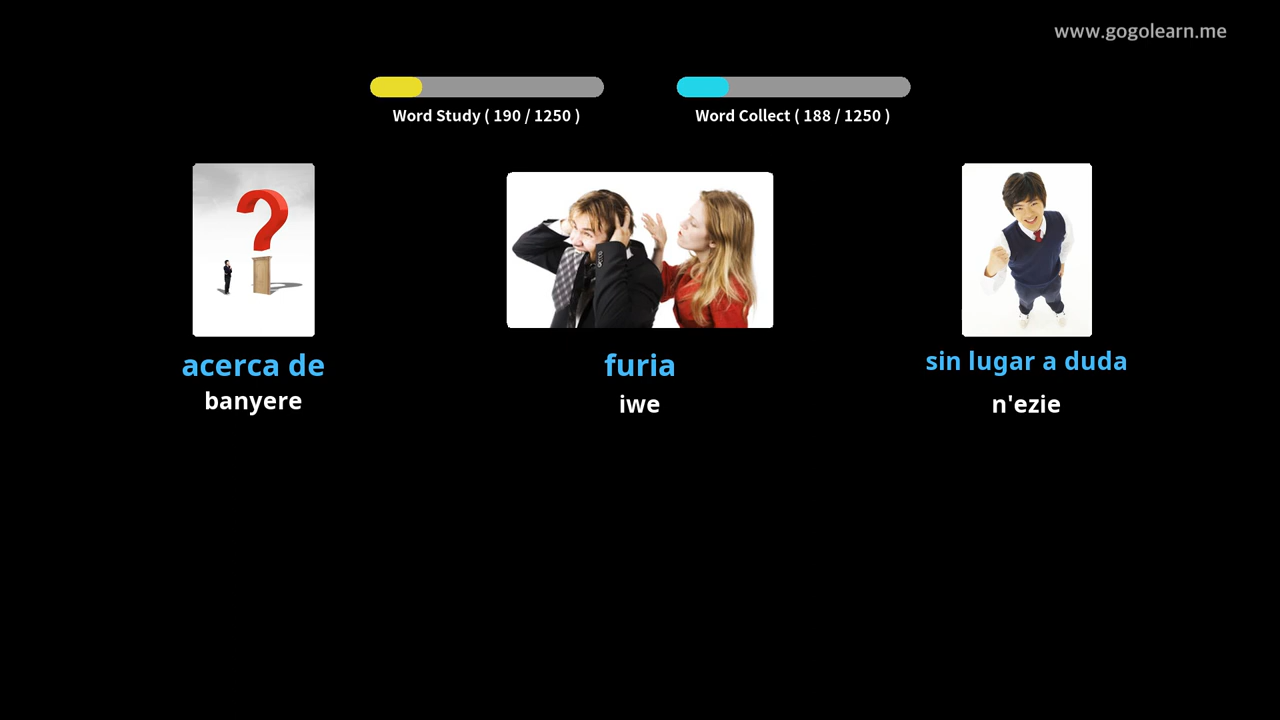 www.gogolearn.me
Word Study ( 190 / 1250 )
Word Collect ( 188 / 1250 )
acerca de
banyere
furia
iwe
sin lugar a duda
n'ezie